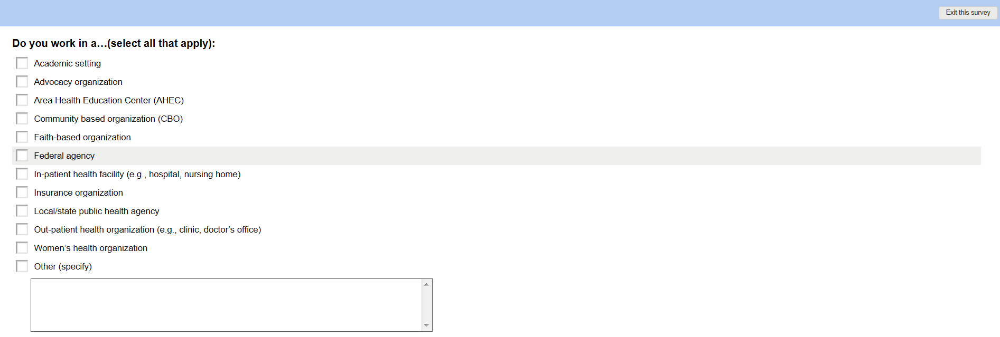 Exit this survey
Do you work in a…(select all that apply):
Academic setting
Advocacy organization
Area Health Education Center (AHEC)
Community based organization (CBO)
Faith-based organization
Federal agency
In-patient health facility (e.g., hospital, nursing home)
Insurance organization
Local/state public health agency
Out-patient health organization (e.g., clinic, doctor’s office)
Women’s health organization
Other (specify)